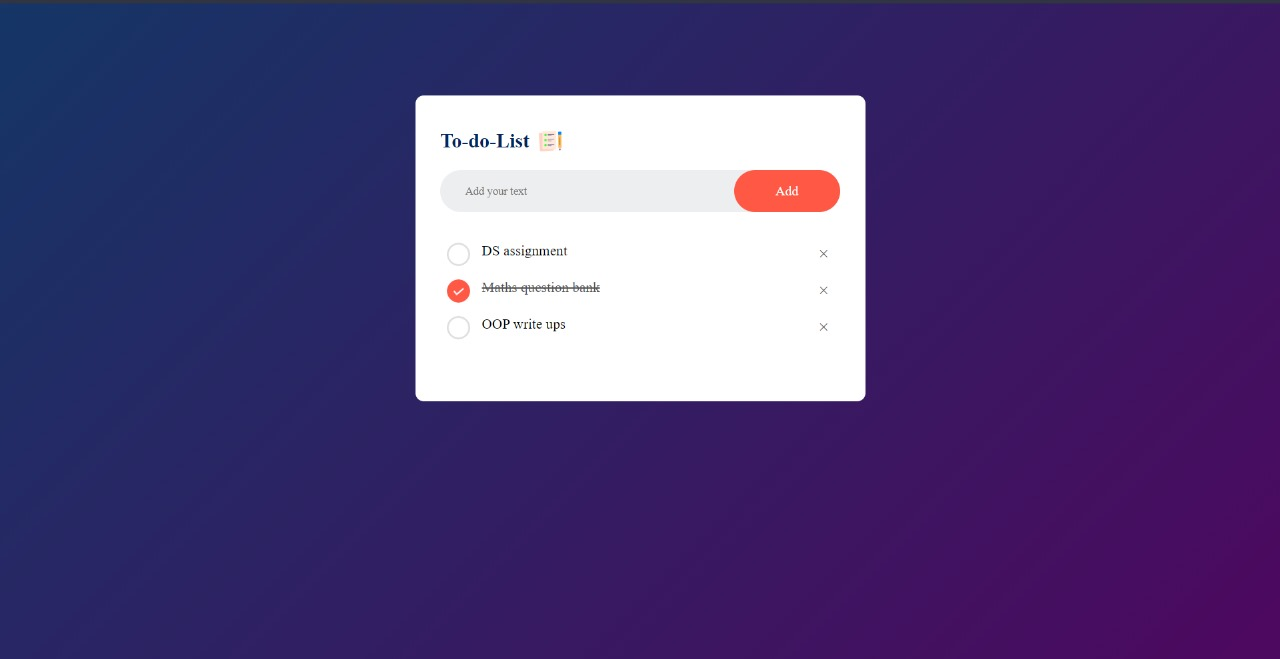 To-do-List
Add your text
Add
DS assignment
Maths question bank
OOP write ups